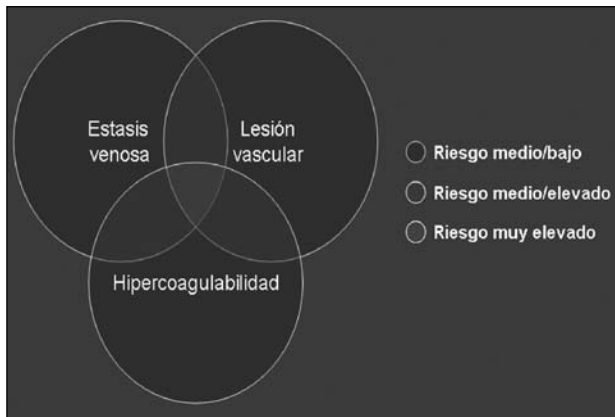 Estasis
venosa
Lesión
vascular
Hipercoagulabilidad
Riesgo medio/bajo
Riesgo medio/elevado
Riesgo muy elevado